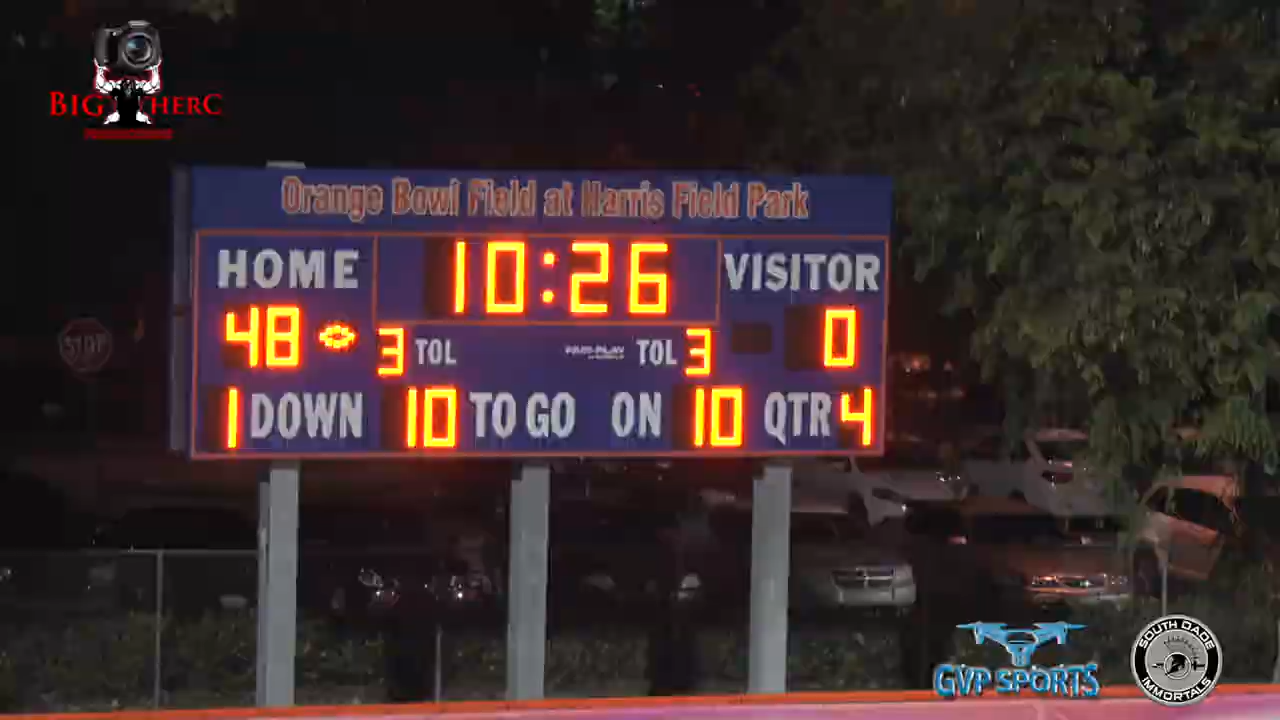 BIG THERC
Orange Bowl Field at Harris Field Park
HOME 10:26 VISITOR
48 3 TOL TOL 3 0
1 DOWN 10 TO GO ON 10 QTR 4
STOP
GVP SPORTS
SOUTH DADE
IMMORTALS